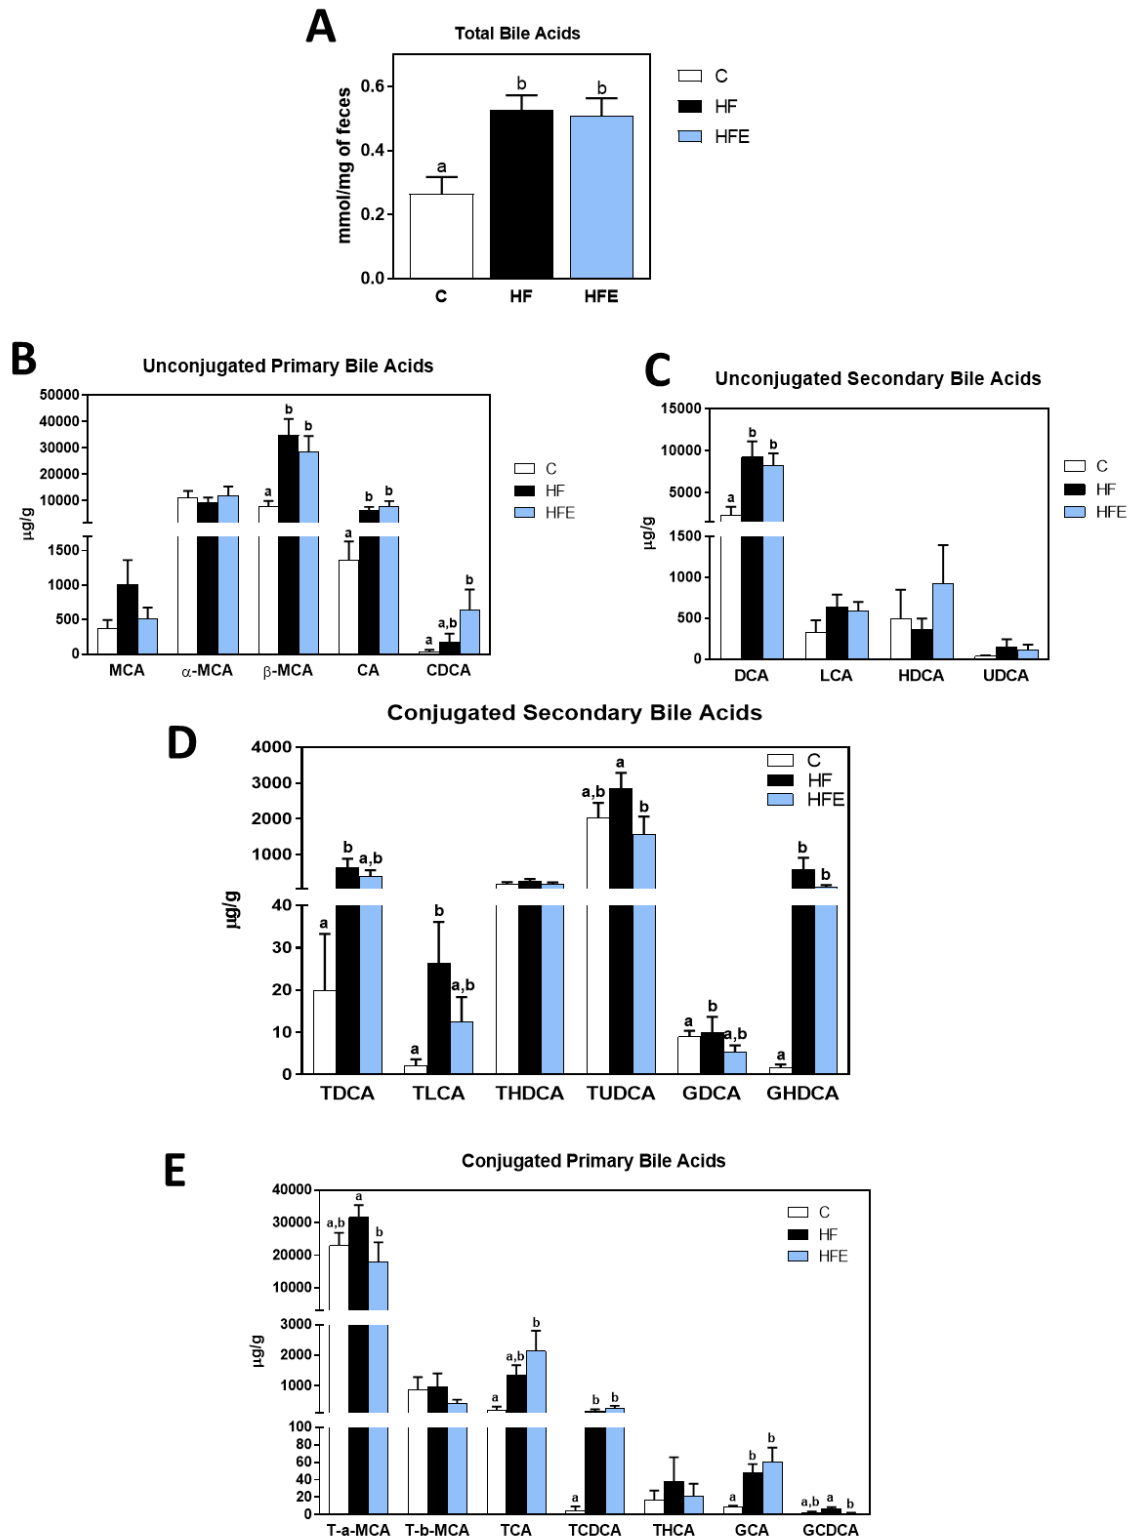 A
Total Bile Acids
mmol/mg of feces
0.6
0.4
0.2
0.0
a
b
b
C
HF
HFE
C
HF
HFE
B
Unconjugated Primary Bile Acids
µg/g
50000
40000
30000
20000
10000
1500
1000
500
0
a
b
b
a
b
b
a
a,b
b
MCA
α-MCA
β-MCA
CA
CDCA
C
HF
HFE
C
Unconjugated Secondary Bile Acids
µg/g
15000
10000
5000
1500
1000
500
0
a
b
b
DCA
LCA
HDCA
UDCA
C
HF
HFE
D
Conjugated Secondary Bile Acids
µg/g
4000
3000
2000
1000
40
30
20
10
0
a
b
a,b
a
b
a,b
a,b
a
b
a
b
a,b
a
b
b
TDCA
TLCA
THDCA
TUDCA
GDCA
GHDCA
C
HF
HFE
E
Conjugated Primary Bile Acids
µg/g
40000
30000
20000
10000
3000
2000
1000
100
80
60
40
20
0
a,b
a
b
a
a,b
b
a
b
b
a
b
b
a,b
a
b
T-a-MCA
T-b-MCA
TCA
TCDCA
THCA
GCA
GCDCA
C
HF
HFE